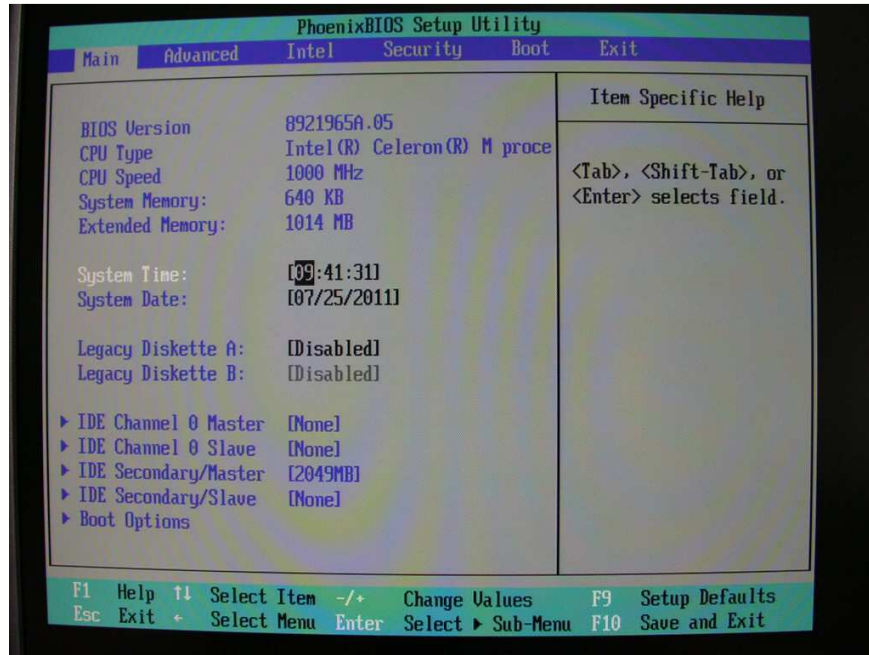 PhoenixBIOS Setup Utility
Main Advanced Intel Security Boot Exit
Item Specific Help
BIOS Version 8921965A.05
CPU Type Intel(R) Celeron(R) M proce
CPU Speed 1000 MHz
System Memory: 640 KB
Extended Memory: 1014 MB
<Tab>, <Shift-Tab>, or
<Enter> selects field.
System Time: [09:41:31]
System Date: [07/25/2011]
Legacy Diskette A: [Disabled]
Legacy Diskette B: [Disabled]
▶ IDE Channel 0 Master [None]
▶ IDE Channel 0 Slave [None]
▶ IDE Secondary/Master [2049MB]
▶ IDE Secondary/Slave [None]
▶ Boot Options
F1 Help ↑↓ Select Item -/+ Change Values F9 Setup Defaults
Esc Exit ← Select Menu Enter Select ▶ Sub-Menu F10 Save and Exit